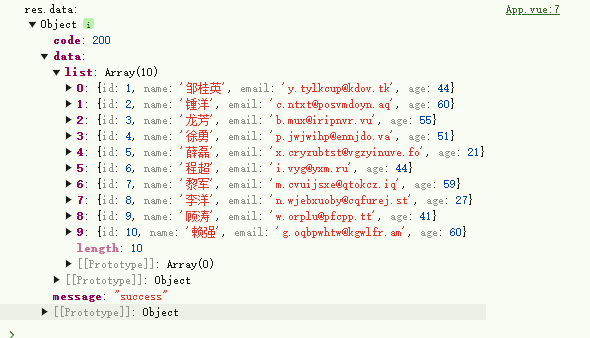 res.data: App.vue:7
▼Object i
code: 200
▼data:
▼list: Array(10)
▶0: {id: 1, name: '邹桂英', email: 'y.tylkcup@kdov.tk', age: 44}
▶1: {id: 2, name: '锺洋', email: 'c.ntxt@posvmdoyn.aq', age: 60}
▶2: {id: 3, name: '龙芳', email: 'b.mux@iripnvr.vu', age: 55}
▶3: {id: 4, name: '徐勇', email: 'p.jwjwihp@ennjdo.va', age: 51}
▶4: {id: 5, name: '薛磊', email: 'x.cryzubtst@vgzyinuve.fo', age: 21}
▶5: {id: 6, name: '程超', email: 'i.vyg@yxm.ru', age: 44}
▶6: {id: 7, name: '黎军', email: 'm.cvuijsxe@qtokcz.iq', age: 59}
▶7: {id: 8, name: '李洋', email: 'n.wjebxuoby@cqfurej.st', age: 27}
▶8: {id: 9, name: '顾涛', email: 'w.orplu@pfcpp.tt', age: 41}
▶9: {id: 10, name: '赖强', email: 'g.oqbpwhtw@kgwlfr.am', age: 60}
length: 10
▶[[Prototype]]: Array(0)
▶[[Prototype]]: Object
message: "success"
▶[[Prototype]]: Object
>